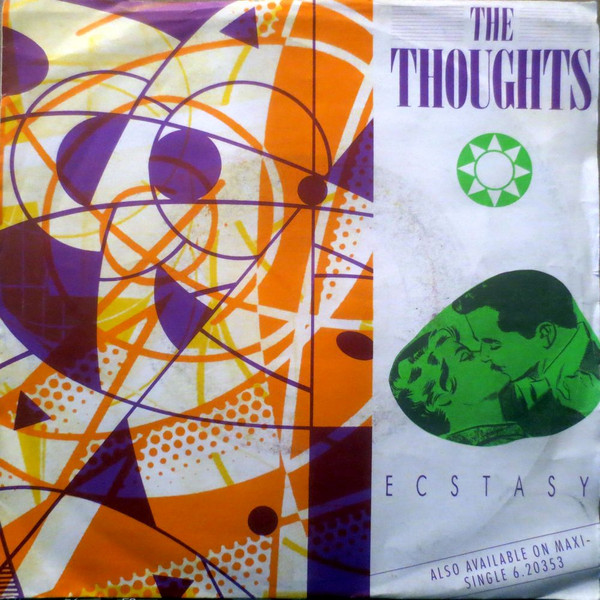 THE
THOUGHTS
ECSTASY
ALSO AVAILABLE ON MAXI-
SINGLE 6.20353